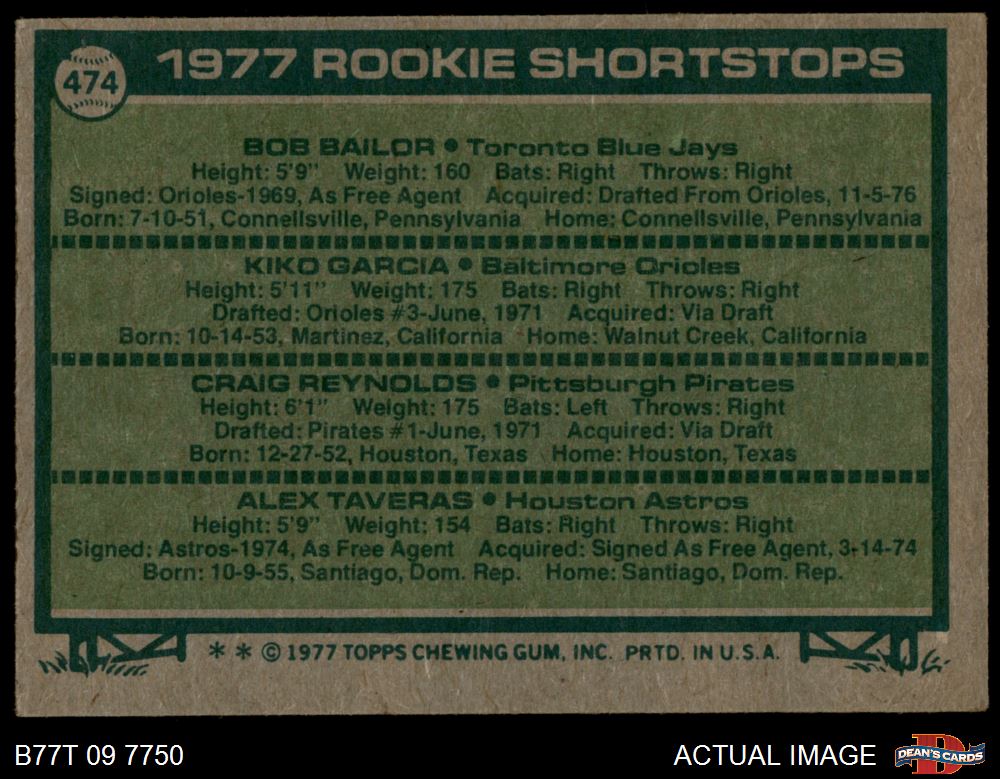 474
1977 ROOKIE SHORTSTOPS
BOB BAILOR • Toronto Blue Jays
Height: 5'9" Weight: 160 Bats: Right Throws: Right
Signed: Orioles-1969, As Free Agent Acquired: Drafted From Orioles, 11-5-76
Born: 7-10-51, Connellsville, Pennsylvania Home: Connellsville, Pennsylvania
KIKO GARCIA • Baltimore Orioles
Height: 5'11" Weight: 175 Bats: Right Throws: Right
Drafted: Orioles #3-June, 1971 Acquired: Via Draft
Born: 10-14-53, Martinez, California Home: Walnut Creek, California
CRAIG REYNOLDS • Pittsburgh Pirates
Height: 6'1" Weight: 175 Bats: Left Throws: Right
Drafted: Pirates #1-June, 1971 Acquired: Via Draft
Born: 12-27-52, Houston, Texas Home: Houston, Texas
ALEX TAVERAS • Houston Astros
Height: 5'9" Weight: 154 Bats: Right Throws: Right
Signed: Astros-1974, As Free Agent Acquired: Signed As Free Agent, 3-14-74
Born: 10-9-55, Santiago, Dom. Rep. Home: Santiago, Dom. Rep.
* * © 1977 TOPPS CHEWING GUM, INC. PRTD. IN U.S.A.
B77T 09 7750 ACTUAL IMAGE
D
DEAN'S CARDS